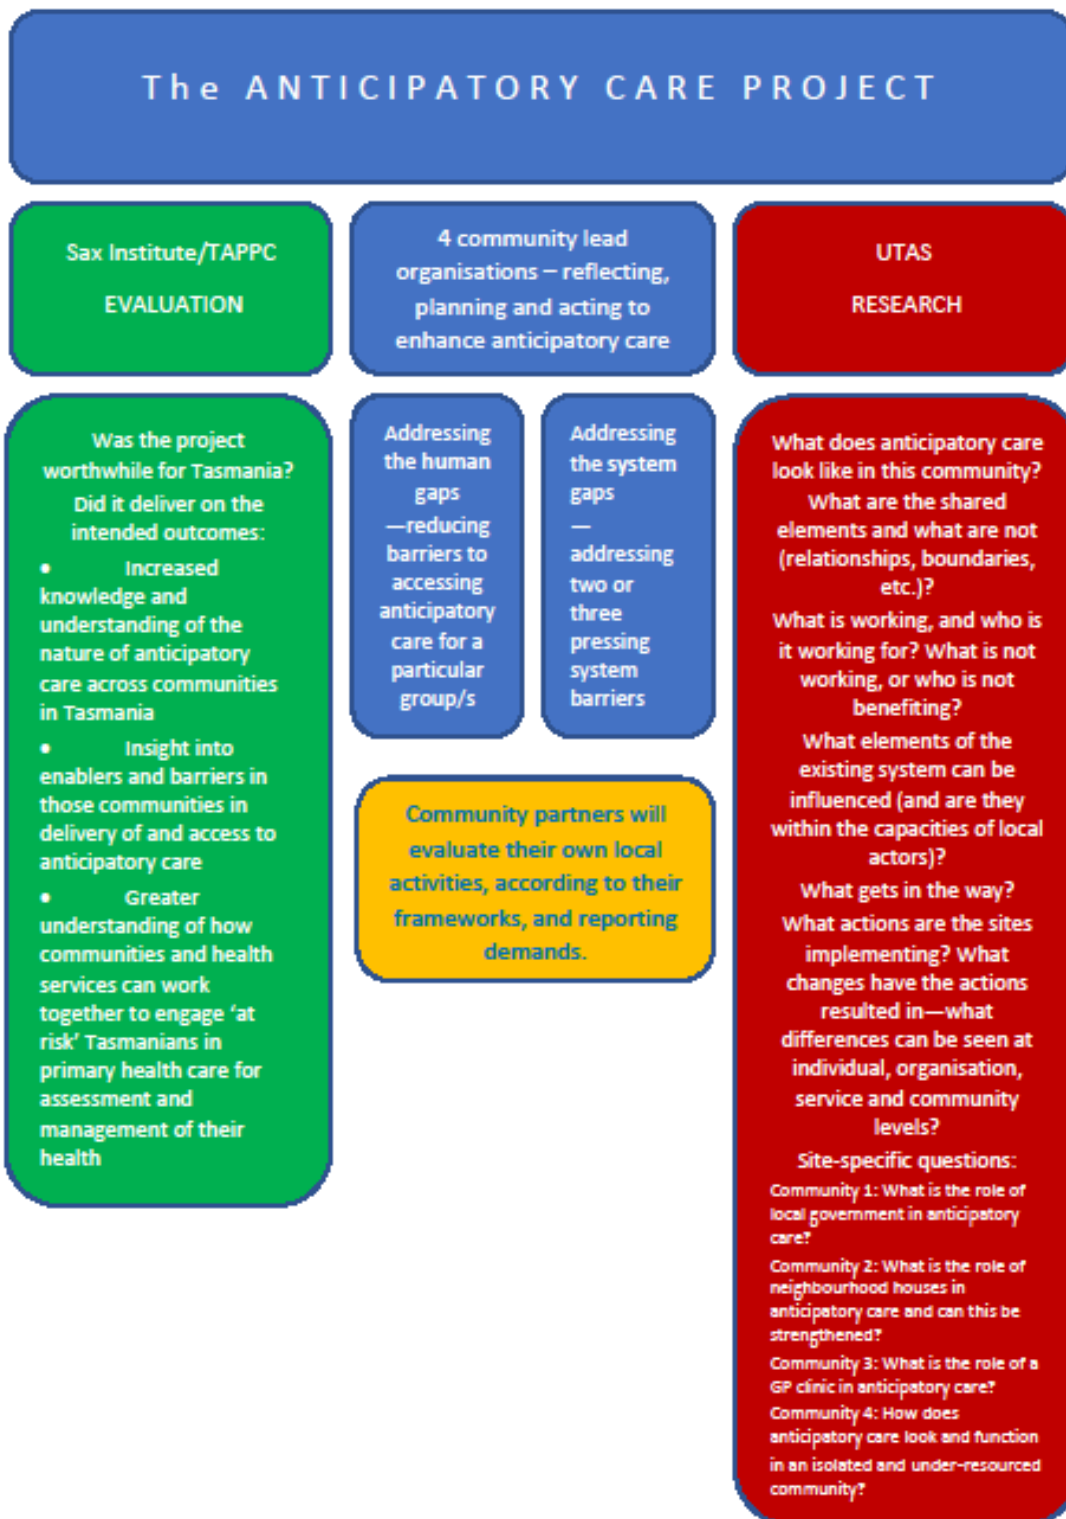 The ANTICIPATORY CARE PROJECT
Sax Institute/TAPPC
EVALUATION
4 community lead
organisations – reflecting,
planning and acting to
enhance anticipatory care
UTAS
RESEARCH
Was the project
worthwhile for Tasmania?
Did it deliver on the
intended outcomes:
• Increased
knowledge and
understanding of the
nature of anticipatory
care across communities
in Tasmania
• Insight into
enablers and barriers in
those communities in
delivery of and access to
anticipatory care
• Greater
understanding of how
communities and health
services can work
together to engage ‘at
risk’ Tasmanians in
primary health care for
assessment and
management of their
health
Addressing
the human
gaps
—reducing
barriers to
accessing
anticipatory
care for a
particular
group/s
Addressing
the system
gaps
—
addressing
two or
three
pressing
system
barriers
Community partners will
evaluate their own local
activities, according to their
frameworks, and reporting
demands.
What does anticipatory care
look like in this community?
What are the shared
elements and what are not
(relationships, boundaries,
etc.)?
What is working, and who is
it working for? What is not
working, or who is not
benefiting?
What elements of the
existing system can be
influenced (and are they
within the capacities of local
actors)?
What gets in the way?
What actions are the sites
implementing? What
changes have the actions
resulted in—what
differences can be seen at
individual, organisation,
service and community
levels?
Site-specific questions:
Community 1: What is the role of
local government in anticipatory
care?
Community 2: What is the role of
neighbourhood houses in
anticipatory care and can this be
strengthened?
Community 3: What is the role of a
GP clinic in anticipatory care?
Community 4: How does
anticipatory care look and function
in an isolated and under-resourced
community?